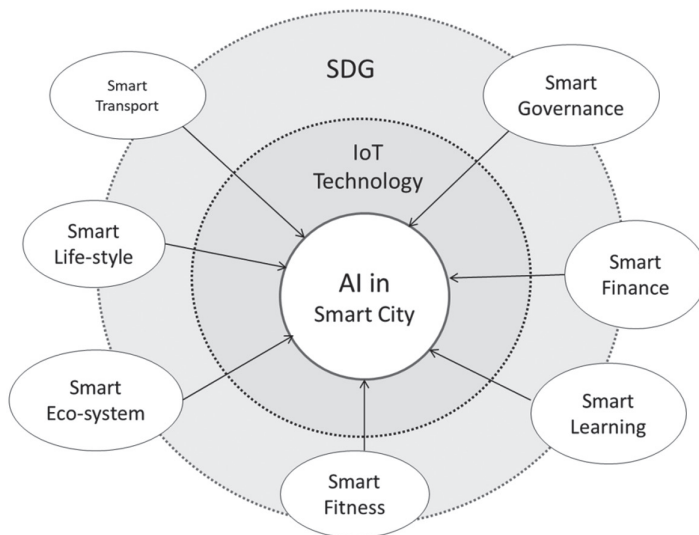 SDG
Smart
Transport
Smart
Governance
IoT
Technology
Smart
Life-style
AI in
Smart City
Smart
Finance
Smart
Eco-system
Smart
Learning
Smart
Fitness